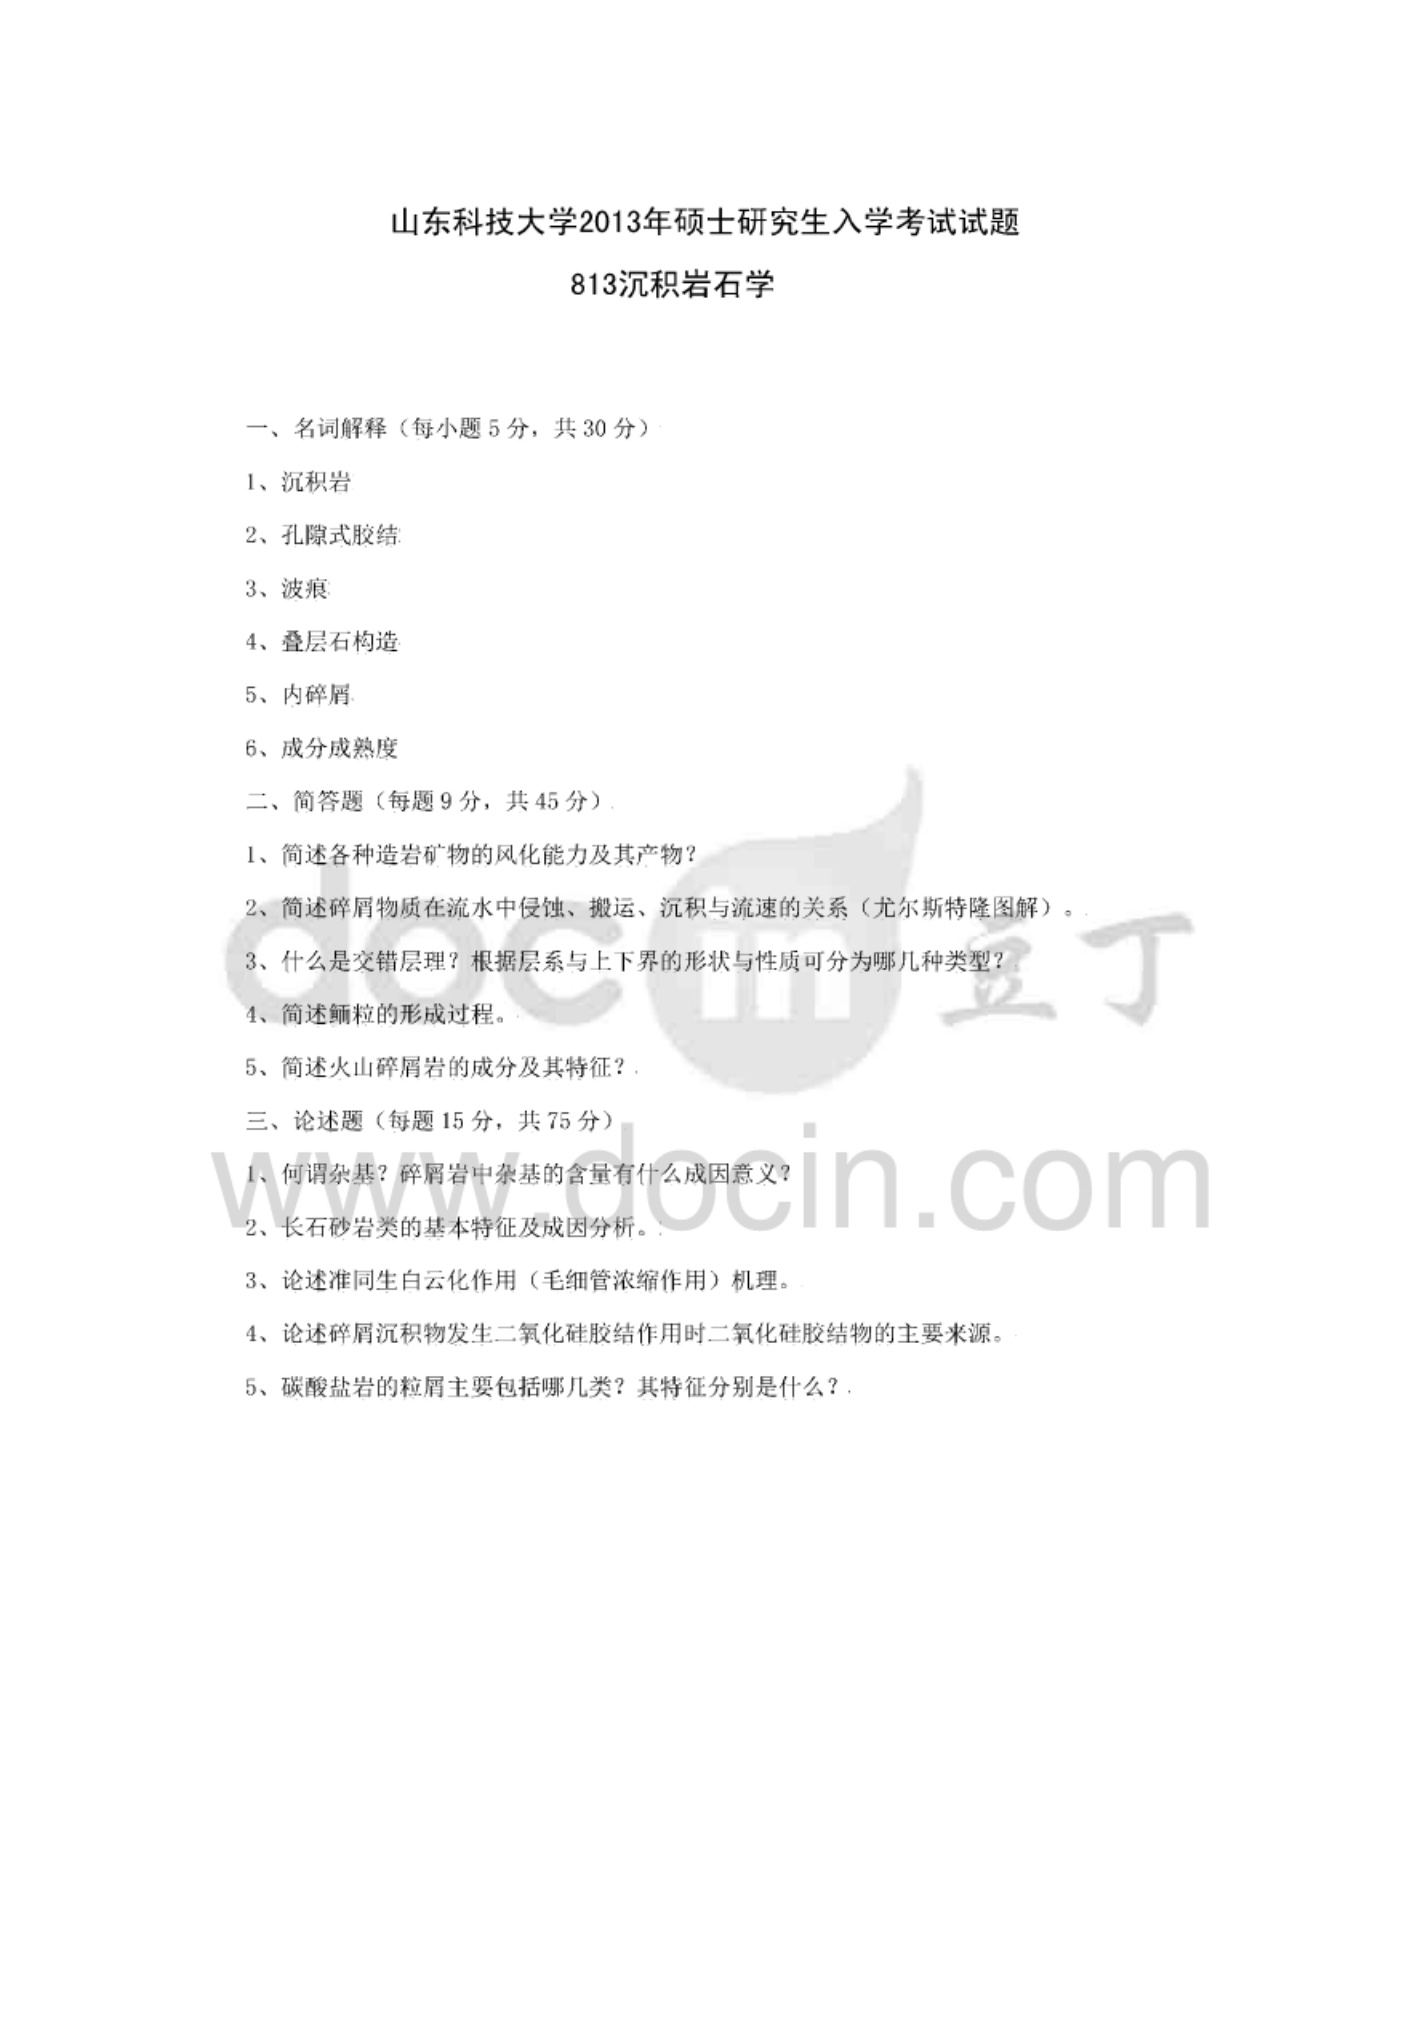 山东科技大学2013年硕士研究生入学考试试题
813沉积岩石学
一、名词解释（每小题 5 分，共 30 分）
1、沉积岩
2、孔隙式胶结
3、波痕
4、叠层石构造
5、内碎屑
6、成分成熟度
二、简答题（每题 9 分，共 45 分）
1、简述各种造岩矿物的风化能力及其产物？
2、简述碎屑物质在流水中侵蚀、搬运、沉积与流速的关系（尤尔斯特隆图解）。
3、什么是交错层理？根据层系与上下界的形状与性质可分为哪几种类型？
4、简述鲕粒的形成过程。
5、简述火山碎屑岩的成分及其特征？
三、论述题（每题 15 分，共 75 分）
1、何谓杂基？碎屑岩中杂基的含量有什么成因意义？
2、长石砂岩类的基本特征及成因分析。
3、论述准同生白云化作用（毛细管浓缩作用）机理。
4、论述碎屑沉积物发生二氧化硅胶结作用时二氧化硅胶结物的主要来源。
5、碳酸盐岩的粒屑主要包括哪几类？其特征分别是什么？
docin 豆丁
www.docin.com